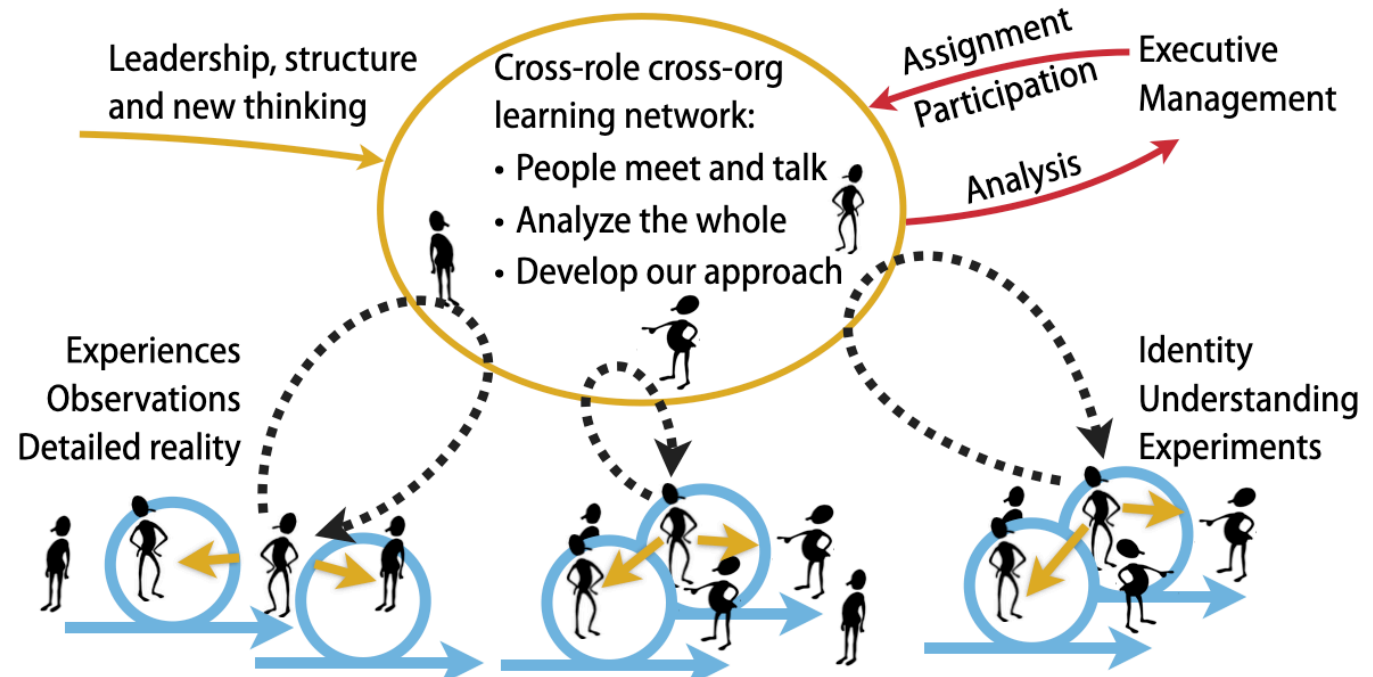 Leadership, structure
and new thinking
Cross-role cross-org
learning network:
• People meet and talk
• Analyze the whole
• Develop our approach
Assignment
Participation
Executive
Management
Analysis
Experiences
Observations
Detailed reality
Identity
Understanding
Experiments